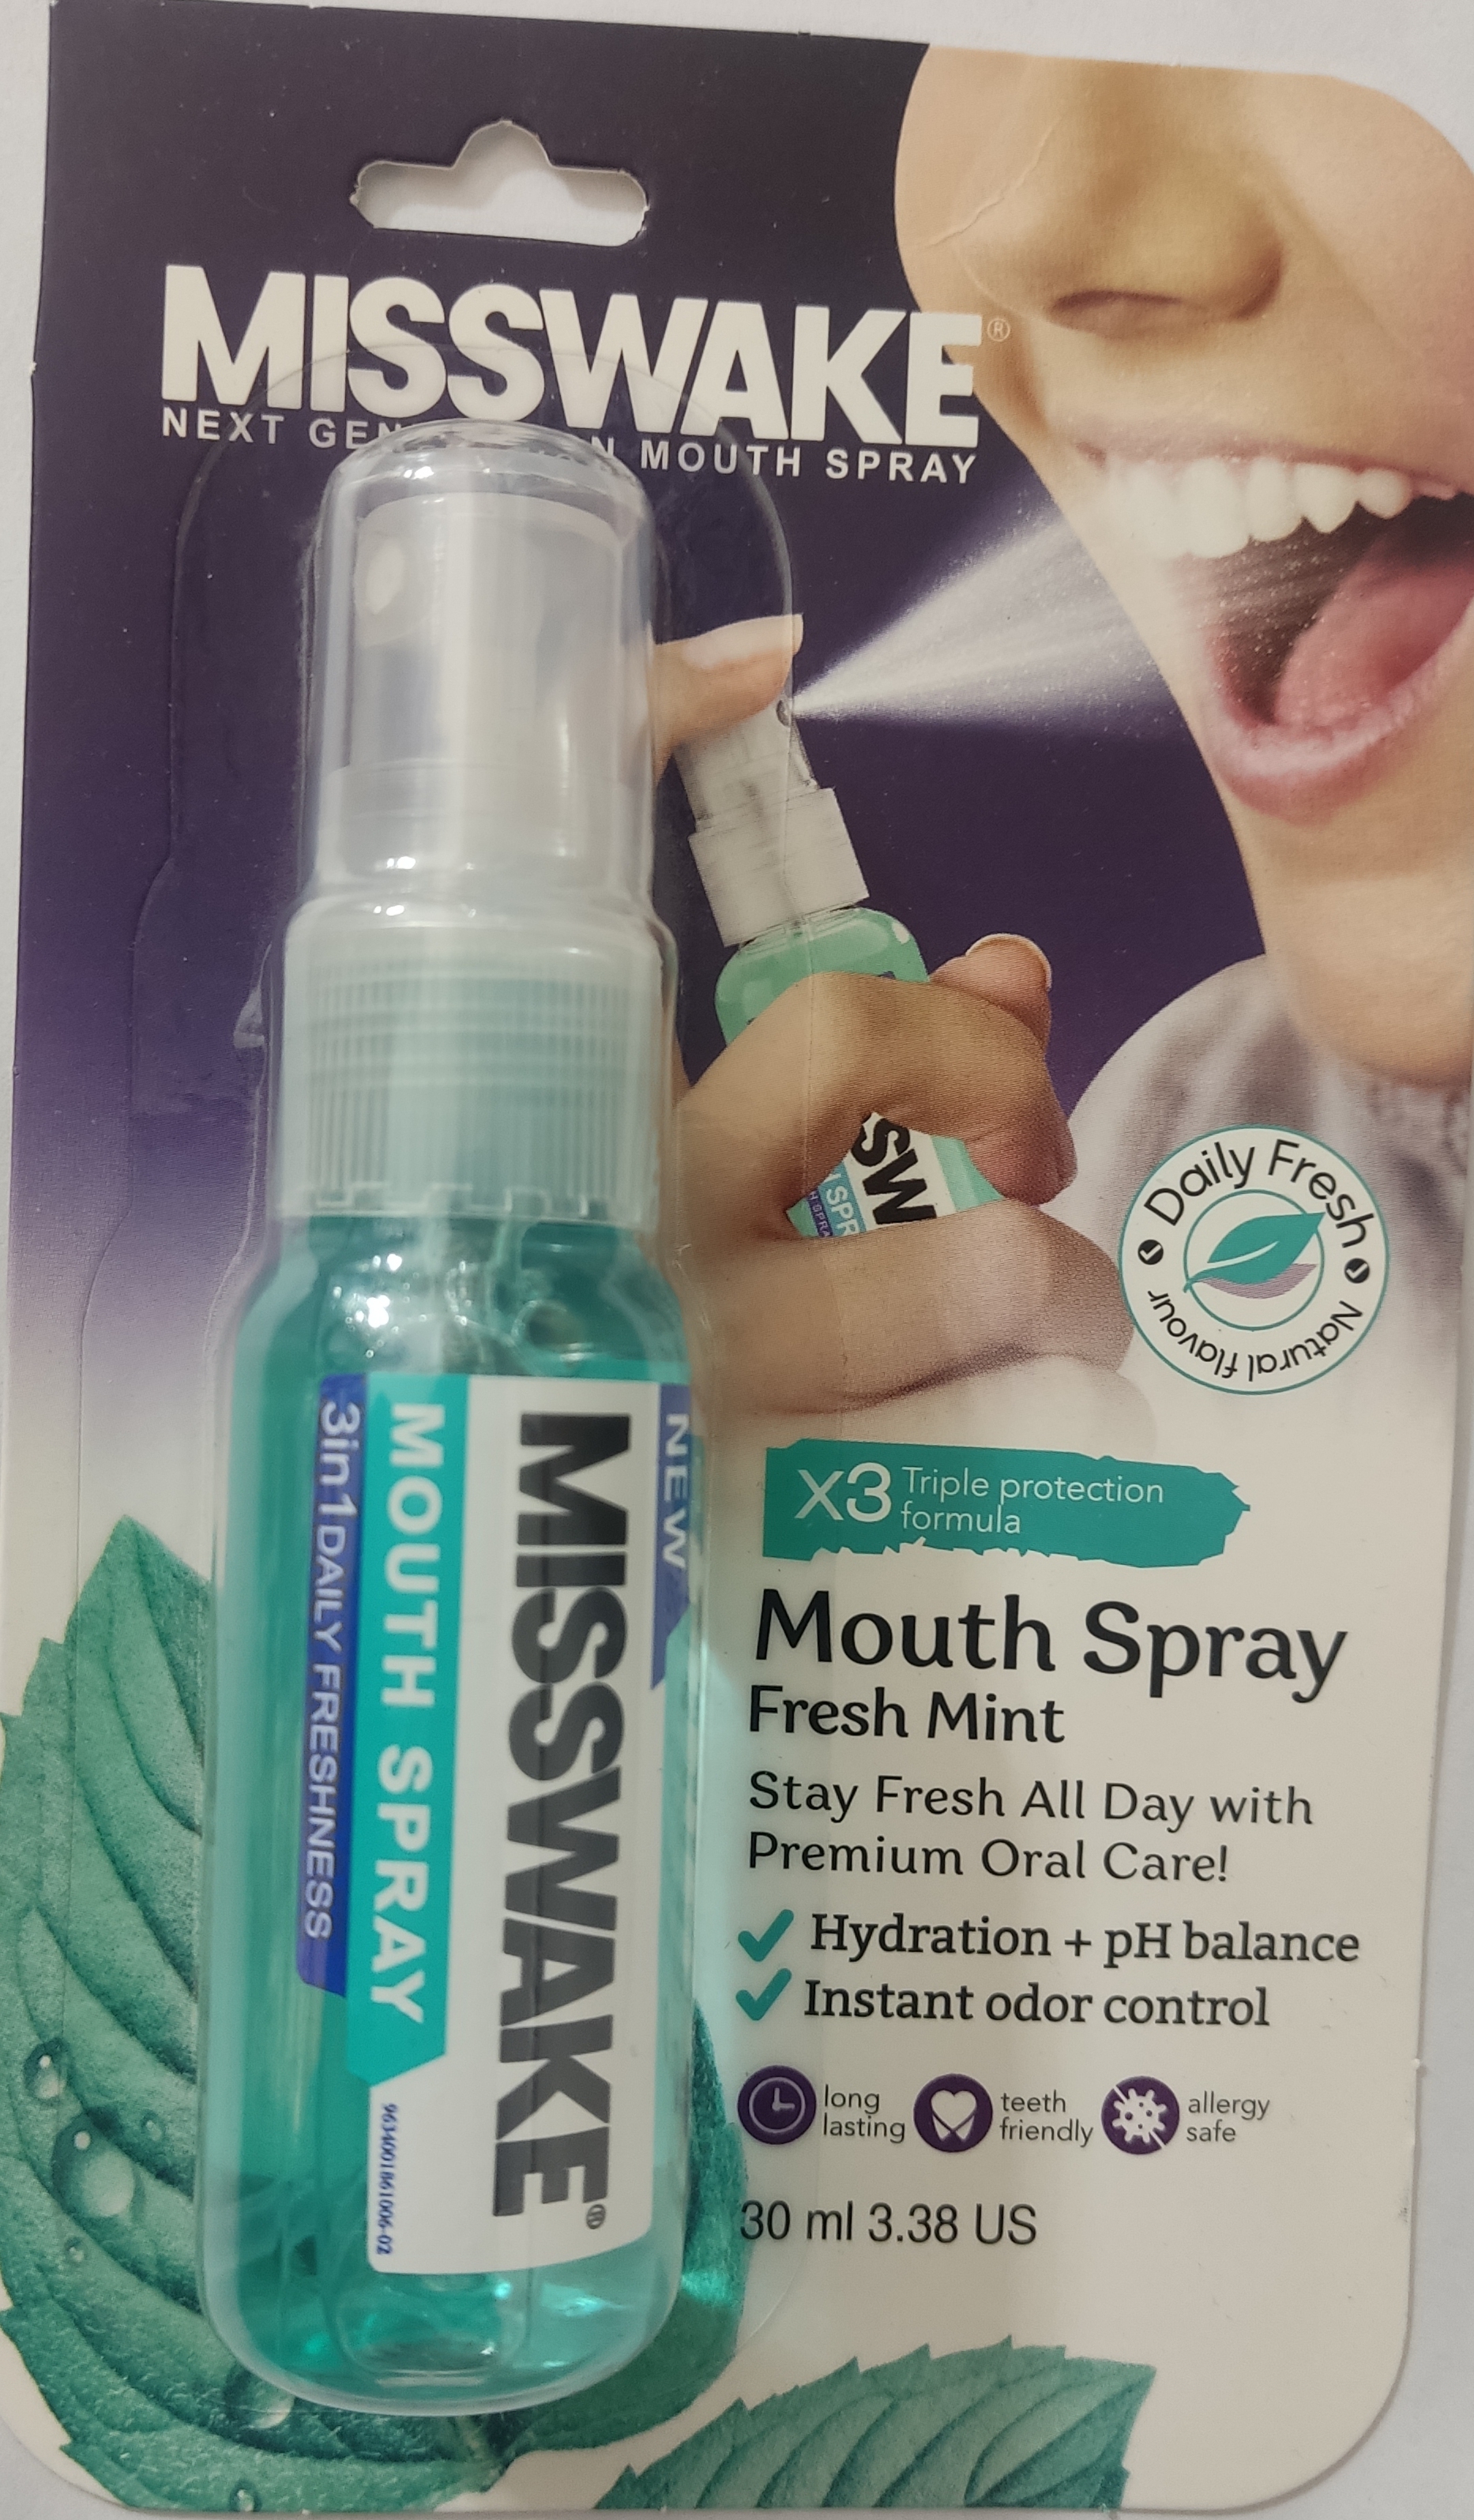 MISSWAKE®
NEXT GEN N MOUTH SPRAY
SW
SPR
Daily Fresh
Natural flavour
NEW
MISSWAKE®
MOUTH SPRAY
3in1 DAILY FRESHNESS
x3 Triple protection
formula
Mouth Spray
Fresh Mint
Stay Fresh All Day with
Premium Oral Care!
Hydration + pH balance
Instant odor control
long
lasting
teeth
friendly
allergy
safe
30 ml 3.38 US